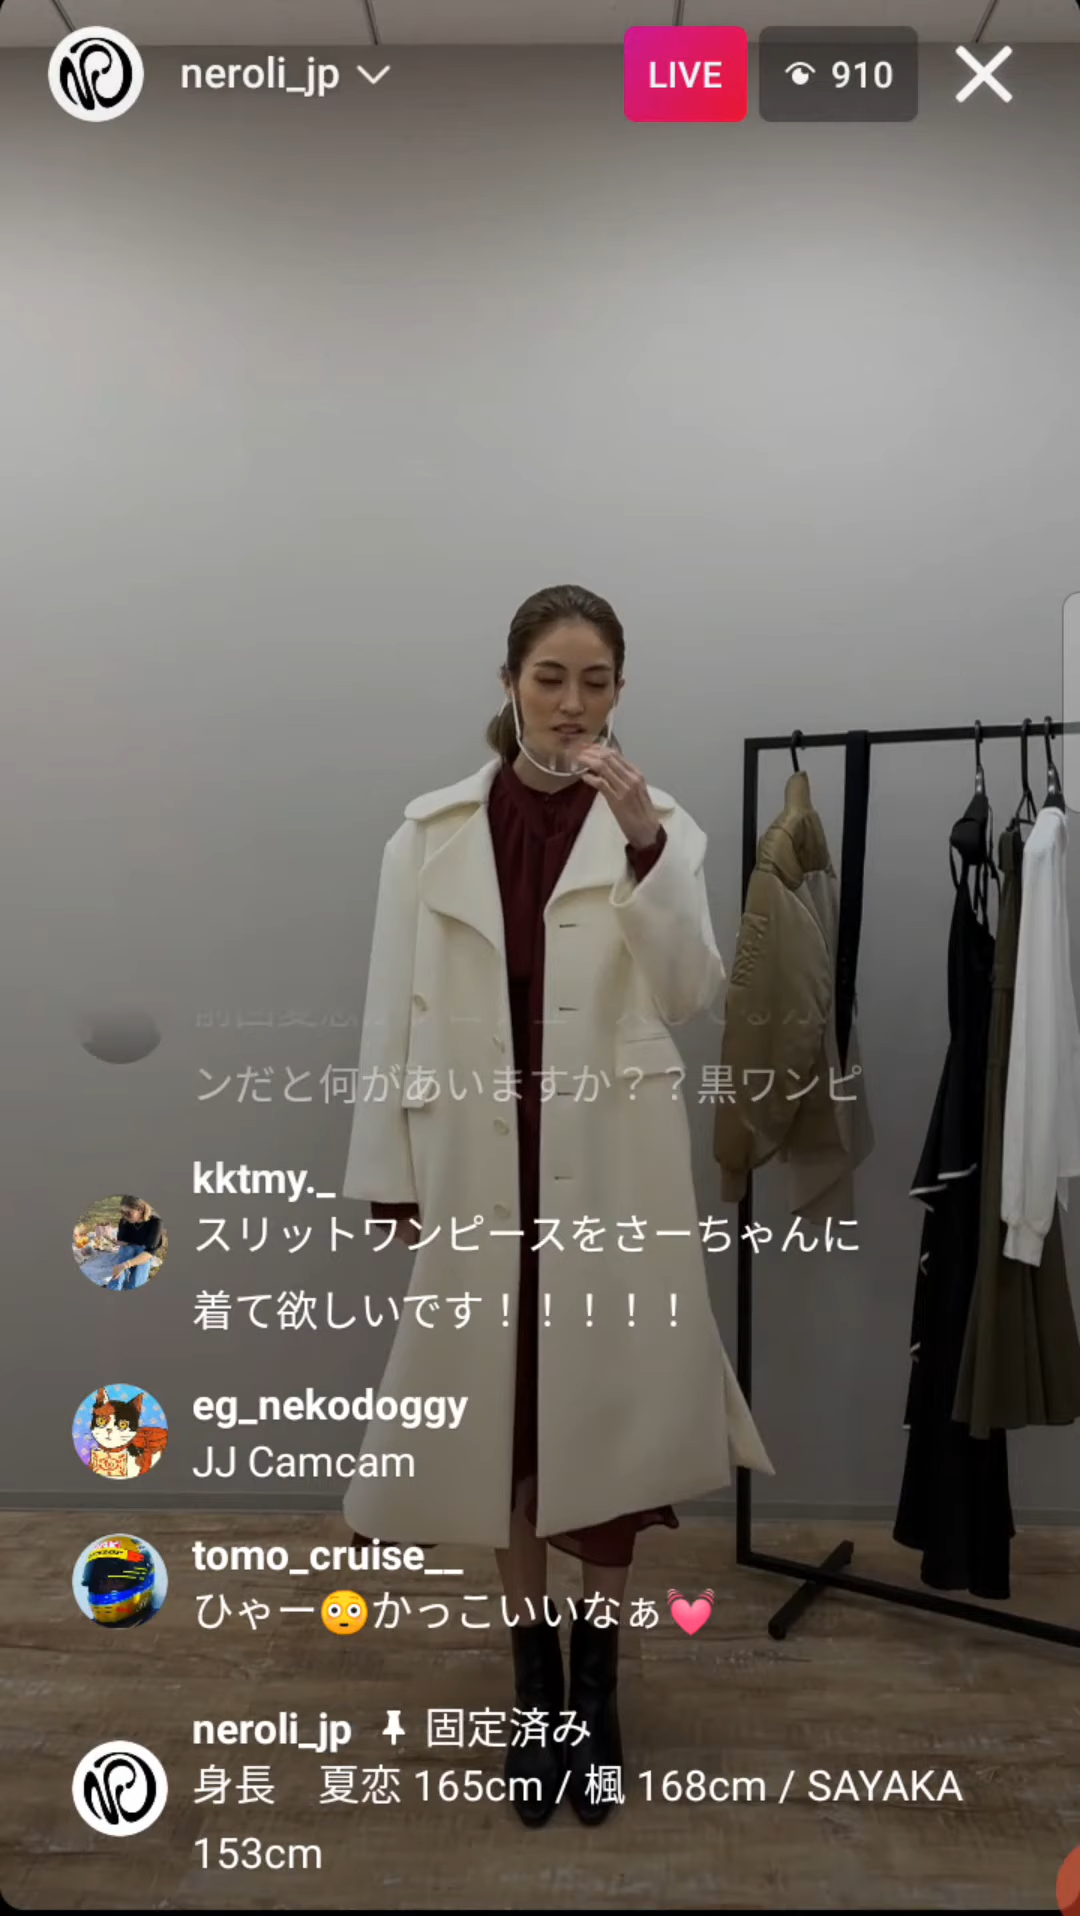 neroli_jp
LIVE
910
ンだと何があいますか？？黒ワンピ
kktmy._
スリットワンピースをさーちゃんに
着て欲しいです！！！！！
eg_nekodoggy
JJ Camcam
tomo_cruise__
ひゃー😳かっこいいなぁ💓
neroli_jp 固定済み
身長　夏恋 165cm / 楓 168cm / SAYAKA
153cm